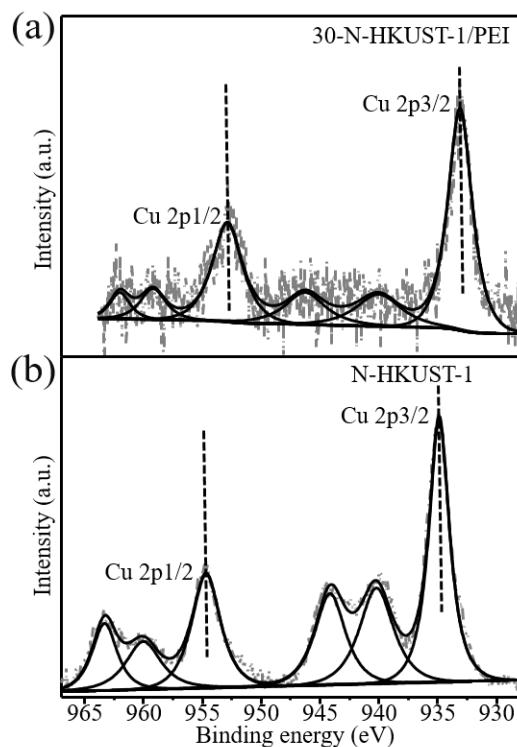 (a)
30-N-HKUST-1/PEI
Cu 2p3/2
Cu 2p1/2
Intensity (a.u.)
(b)
N-HKUST-1
Cu 2p3/2
Cu 2p1/2
Intensity (a.u.)
965 960 955 950 945 940 935 930
Binding energy (eV)